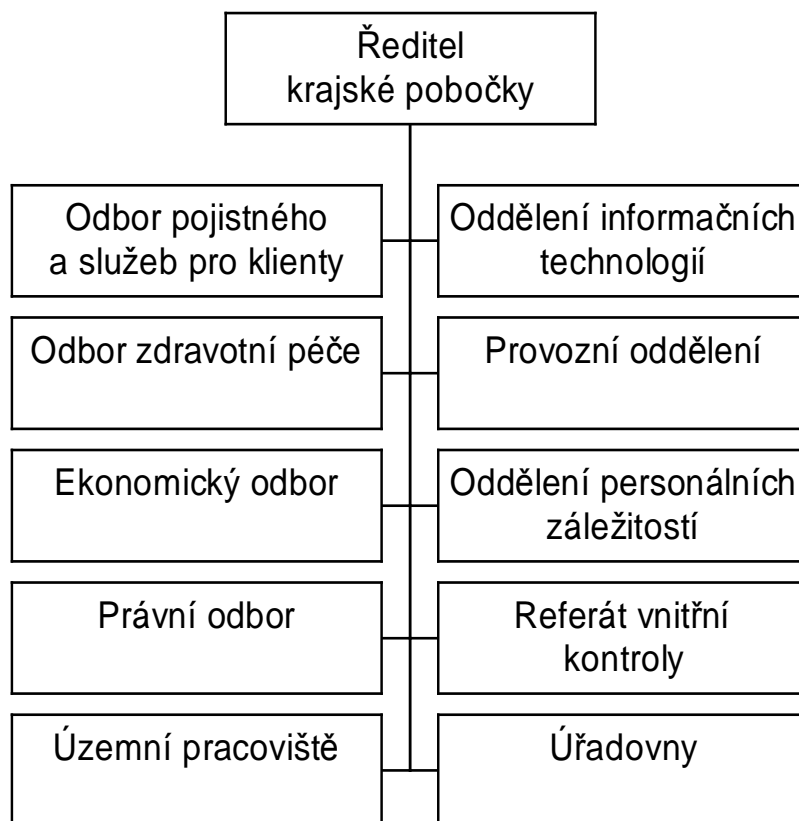 Ředitel
krajské pobočky
Odbor pojistného
a služeb pro klienty
Oddělení informačních
technologií
Odbor zdravotní péče
Provozní oddělení
Ekonomický odbor
Oddělení personálních
záležitostí
Právní odbor
Referát vnitřní
kontroly
Územní pracoviště
Úřadovny